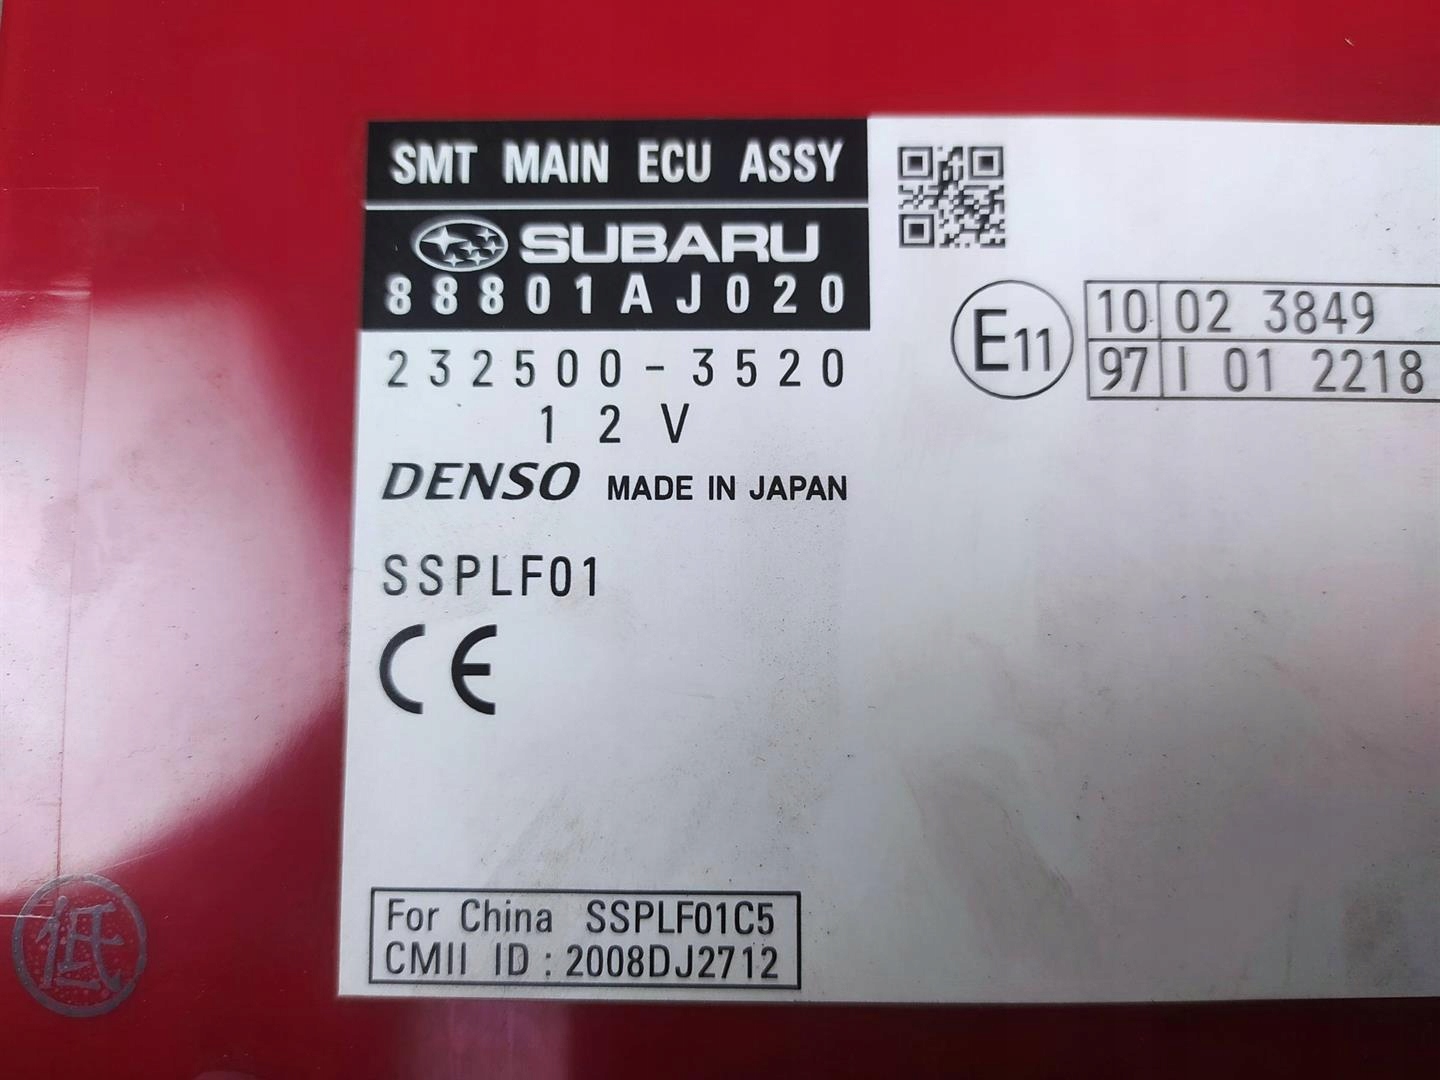 SMT MAIN ECU ASSY
SUBARU
88801AJ020
232500-3520
12V
DENSO MADE IN JAPAN
SSPLF01
CE
For China SSPLF01C5
CMII ID : 2008DJ2712
E11
10 02 3849
97 I 01 2218
低